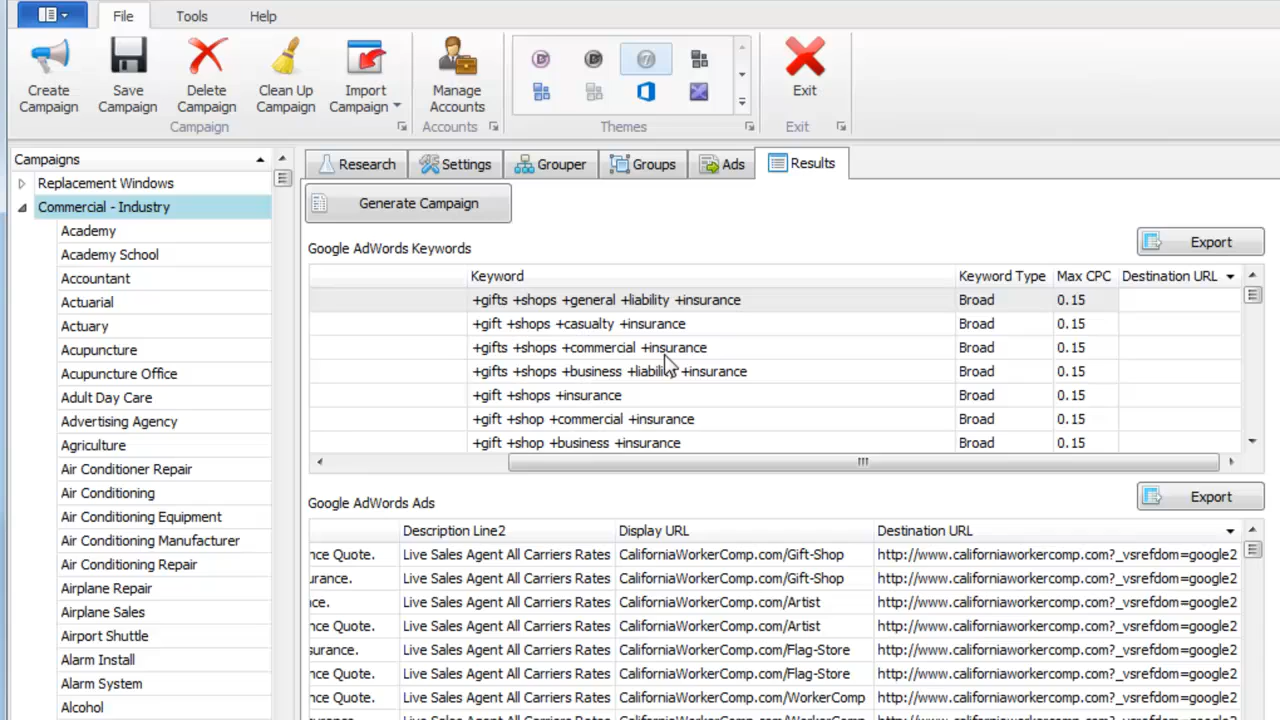 File Tools Help
Create Campaign
Save Campaign
Delete Campaign
Clean Up Campaign
Import Campaign
Manage Accounts
Exit
Campaign Accounts Themes Exit
Campaigns
Replacement Windows
Commercial - Industry
Academy
Academy School
Accountant
Actuarial
Actuary
Acupuncture
Acupuncture Office
Adult Day Care
Advertising Agency
Agriculture
Air Conditioner Repair
Air Conditioning
Air Conditioning Equipment
Air Conditioning Manufacturer
Air Conditioning Repair
Airplane Repair
Airplane Sales
Airport Shuttle
Alarm Install
Alarm System
Alcohol
Research Settings Grouper Groups Ads Results
Generate Campaign
Google AdWords Keywords
Export
Keyword Keyword Type Max CPC Destination URL
+gifts +shops +general +liability +insurance Broad 0.15
+gift +shops +casualty +insurance Broad 0.15
+gifts +shops +commercial +insurance Broad 0.15
+gifts +shops +business +liability +insurance Broad 0.15
+gift +shops +insurance Broad 0.15
+gift +shop +commercial +insurance Broad 0.15
+gift +shop +business +insurance Broad 0.15
Google AdWords Ads
Export
Description Line2 Display URL Destination URL
nce Quote. Live Sales Agent All Carriers Rates CaliforniaWorkerComp.com/Gift-Shop http://www.californiaworkercomp.com?_vsrefdom=google2
urance. Live Sales Agent All Carriers Rates CaliforniaWorkerComp.com/Gift-Shop http://www.californiaworkercomp.com?_vsrefdom=google2
ce. Live Sales Agent All Carriers Rates CaliforniaWorkerComp.com/Artist http://www.californiaworkercomp.com?_vsrefdom=google2
nce Quote. Live Sales Agent All Carriers Rates CaliforniaWorkerComp.com/Artist http://www.californiaworkercomp.com?_vsrefdom=google2
surance. Live Sales Agent All Carriers Rates CaliforniaWorkerComp.com/Flag-Store http://www.californiaworkercomp.com?_vsrefdom=google2
nce Quote. Live Sales Agent All Carriers Rates CaliforniaWorkerComp.com/Flag-Store http://www.californiaworkercomp.com?_vsrefdom=google2
nce Quote. Live Sales Agent All Carriers Rates CaliforniaWorkerComp.com/WorkerComp http://www.californiaworkercomp.com?_vsrefdom=google2